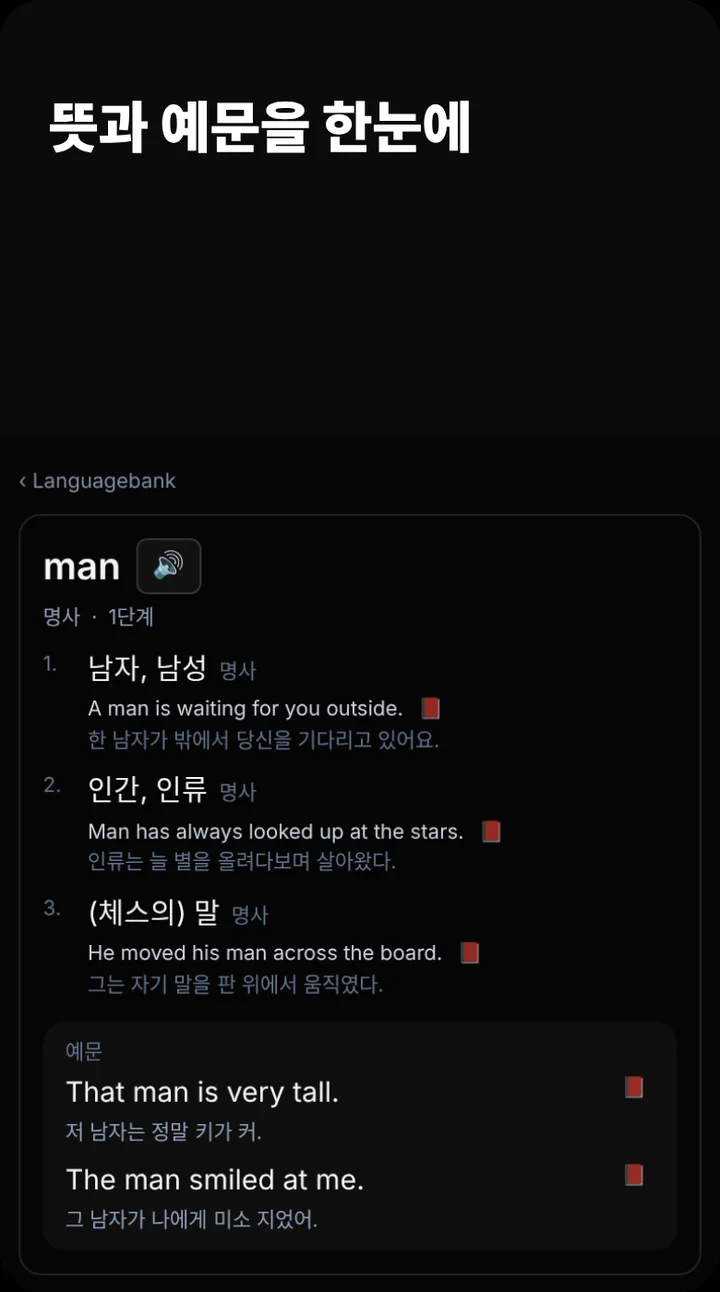 뜻과 예문을 한눈에
‹ Languagebank
man
명사 · 1단계
1. 남자, 남성 명사
A man is waiting for you outside.
한 남자가 밖에서 당신을 기다리고 있어요.
2. 인간, 인류 명사
Man has always looked up at the stars.
인류는 늘 별을 올려다보며 살아왔다.
3. (체스의) 말 명사
He moved his man across the board.
그는 자기 말을 판 위에서 움직였다.
예문
That man is very tall.
저 남자는 정말 키가 커.
The man smiled at me.
그 남자가 나에게 미소 지었어.